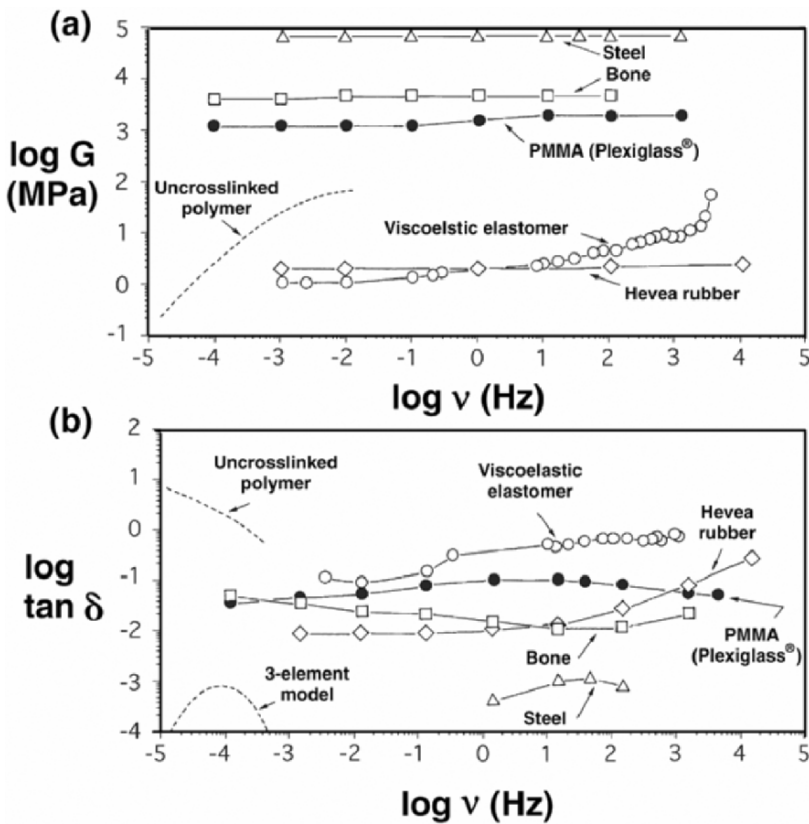 (a)
5
4
3
2
1
0
-1
log G
(MPa)
Steel
Bone
PMMA (Plexiglass®)
Uncrosslinked
polymer
Viscoelstic elastomer
Hevea rubber
-5 -4 -3 -2 -1 0 1 2 3 4 5
log ν (Hz)
(b)
2
1
0
-1
-2
-3
-4
log
tan δ
Uncrosslinked
polymer
Viscoelastic
elastomer
Hevea
rubber
PMMA
(Plexiglass®)
Bone
3-element
model
Steel
-5 -4 -3 -2 -1 0 1 2 3 4 5
log ν (Hz)